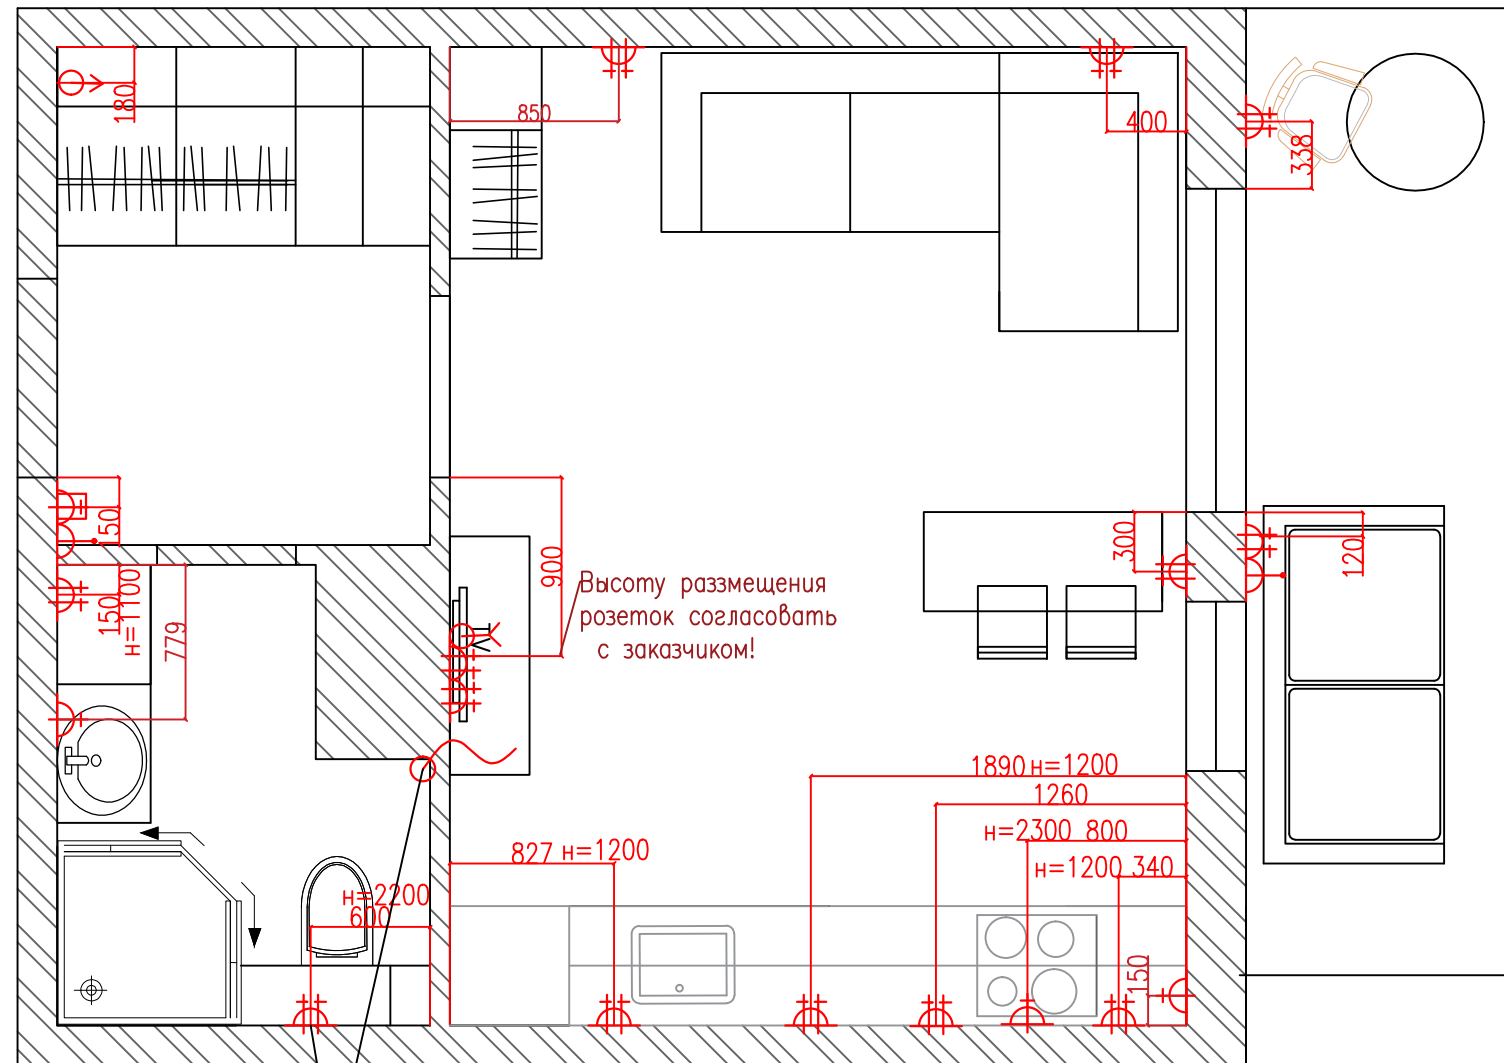 180
850
400
338
150
150
н=1100
779
900
Высоту раззмещения
розеток согласовать
с заказчиком!
300
120
1890 н=1200
1260
н=2300 800
н=1200 340
827 н=1200
н=2200
600
150